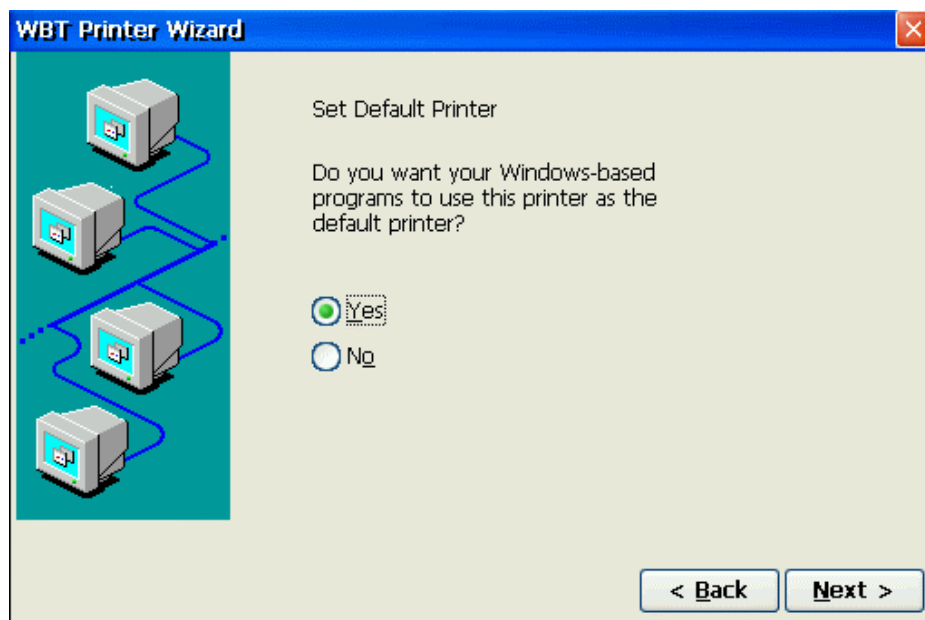 WBT Printer Wizard
Set Default Printer
Do you want your Windows-based
programs to use this printer as the
default printer?
Yes
No
< Back Next >